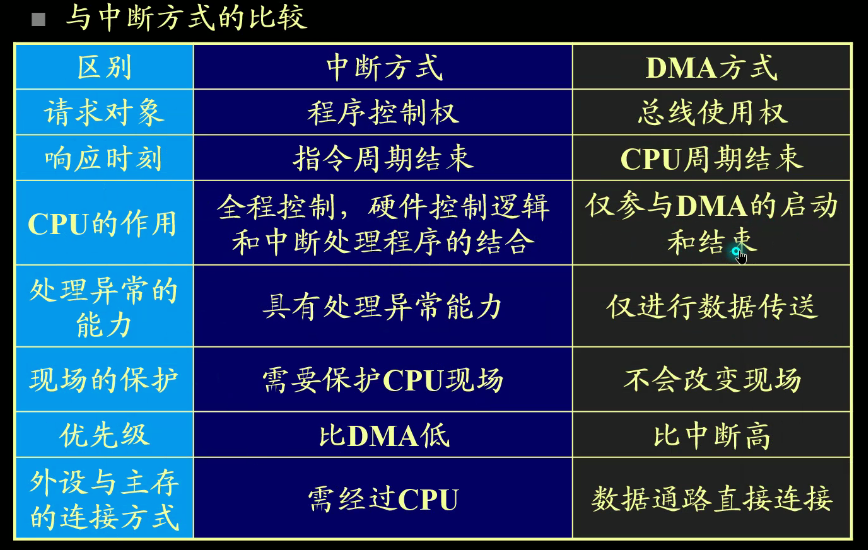 与中断方式的比较
区别 中断方式 DMA方式
请求对象 程序控制权 总线使用权
响应时刻 指令周期结束 CPU周期结束
CPU的作用 全程控制，硬件控制逻辑 仅参与DMA的启动
和中断处理程序的结合 和结束
处理异常的 具有处理异常能力 仅进行数据传送
能力
现场的保护 需要保护CPU现场 不会改变现场
优先级 比DMA低 比中断高
外设与主存 需经过CPU 数据通路直接连接
的连接方式